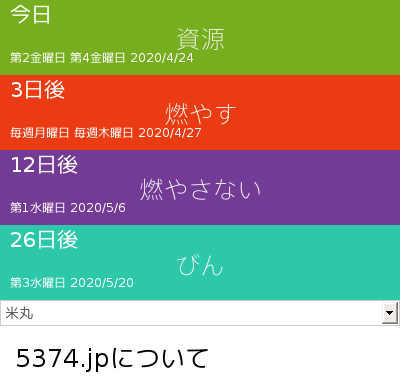 今日
資源
第2金曜日 第4金曜日 2020/4/24
3日後
燃やす
毎週月曜日 毎週木曜日 2020/4/27
12日後
燃やさない
第1水曜日 2020/5/6
26日後
びん
第3水曜日 2020/5/20
米丸
5374.jpについて